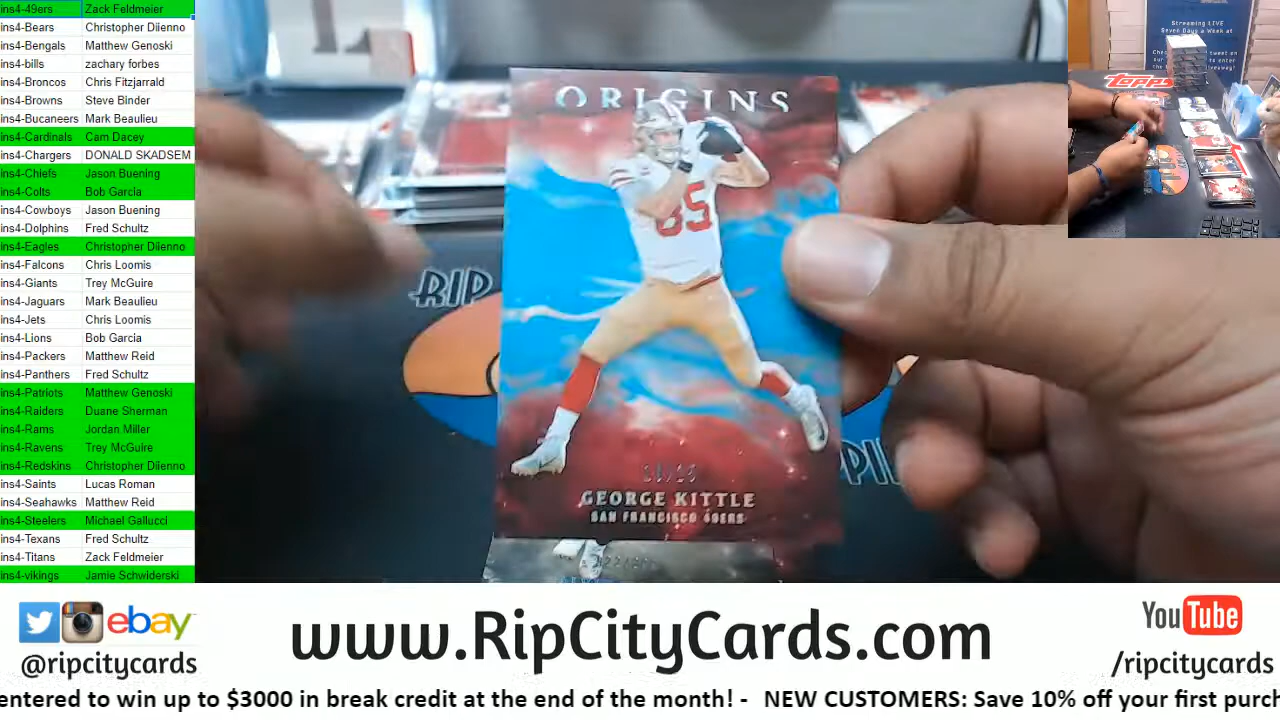 ins4-49ers Zack Feldmeier
ins4-Bears Christopher Diienno
ins4-Bengals Matthew Genoski
ins4-bills zachary forbes
ins4-Broncos Chris Fitzjarrald
ins4-Browns Steve Binder
ins4-Bucaneers Mark Beaulieu
ins4-Cardinals Cam Dacey
ins4-Chargers DONALD SKADSEM
ins4-Chiefs Jason Buening
ins4-Colts Bob Garcia
ins4-Cowboys Jason Buening
ins4-Dolphins Fred Schultz
ins4-Eagles Christopher Diienno
ins4-Falcons Chris Loomis
ins4-Giants Trey McGuire
ins4-Jaguars Mark Beaulieu
ins4-Jets Chris Loomis
ins4-Lions Bob Garcia
ins4-Packers Matthew Reid
ins4-Panthers Fred Schultz
ins4-Patriots Matthew Genoski
ins4-Raiders Duane Sherman
ins4-Rams Jordan Miller
ins4-Ravens Trey McGuire
ins4-Redskins Christopher Diienno
ins4-Saints Lucas Roman
ins4-Seahawks Matthew Reid
ins4-Steelers Michael Gallucci
ins4-Texans Fred Schultz
ins4-Titans Zack Feldmeier
ins4-vikings Jamie Schwiderski
ORIGINS
85
GEORGE KITTLE
SAN FRANCISCO 49ERS
RIP
Streaming LIVE
Seven Days a Week at
Topps
ebay
@ripcitycards
www.RipCityCards.com
YouTube
/ripcitycards
entered to win up to $3000 in break credit at the end of the month! - NEW CUSTOMERS: Save 10% off your first purch